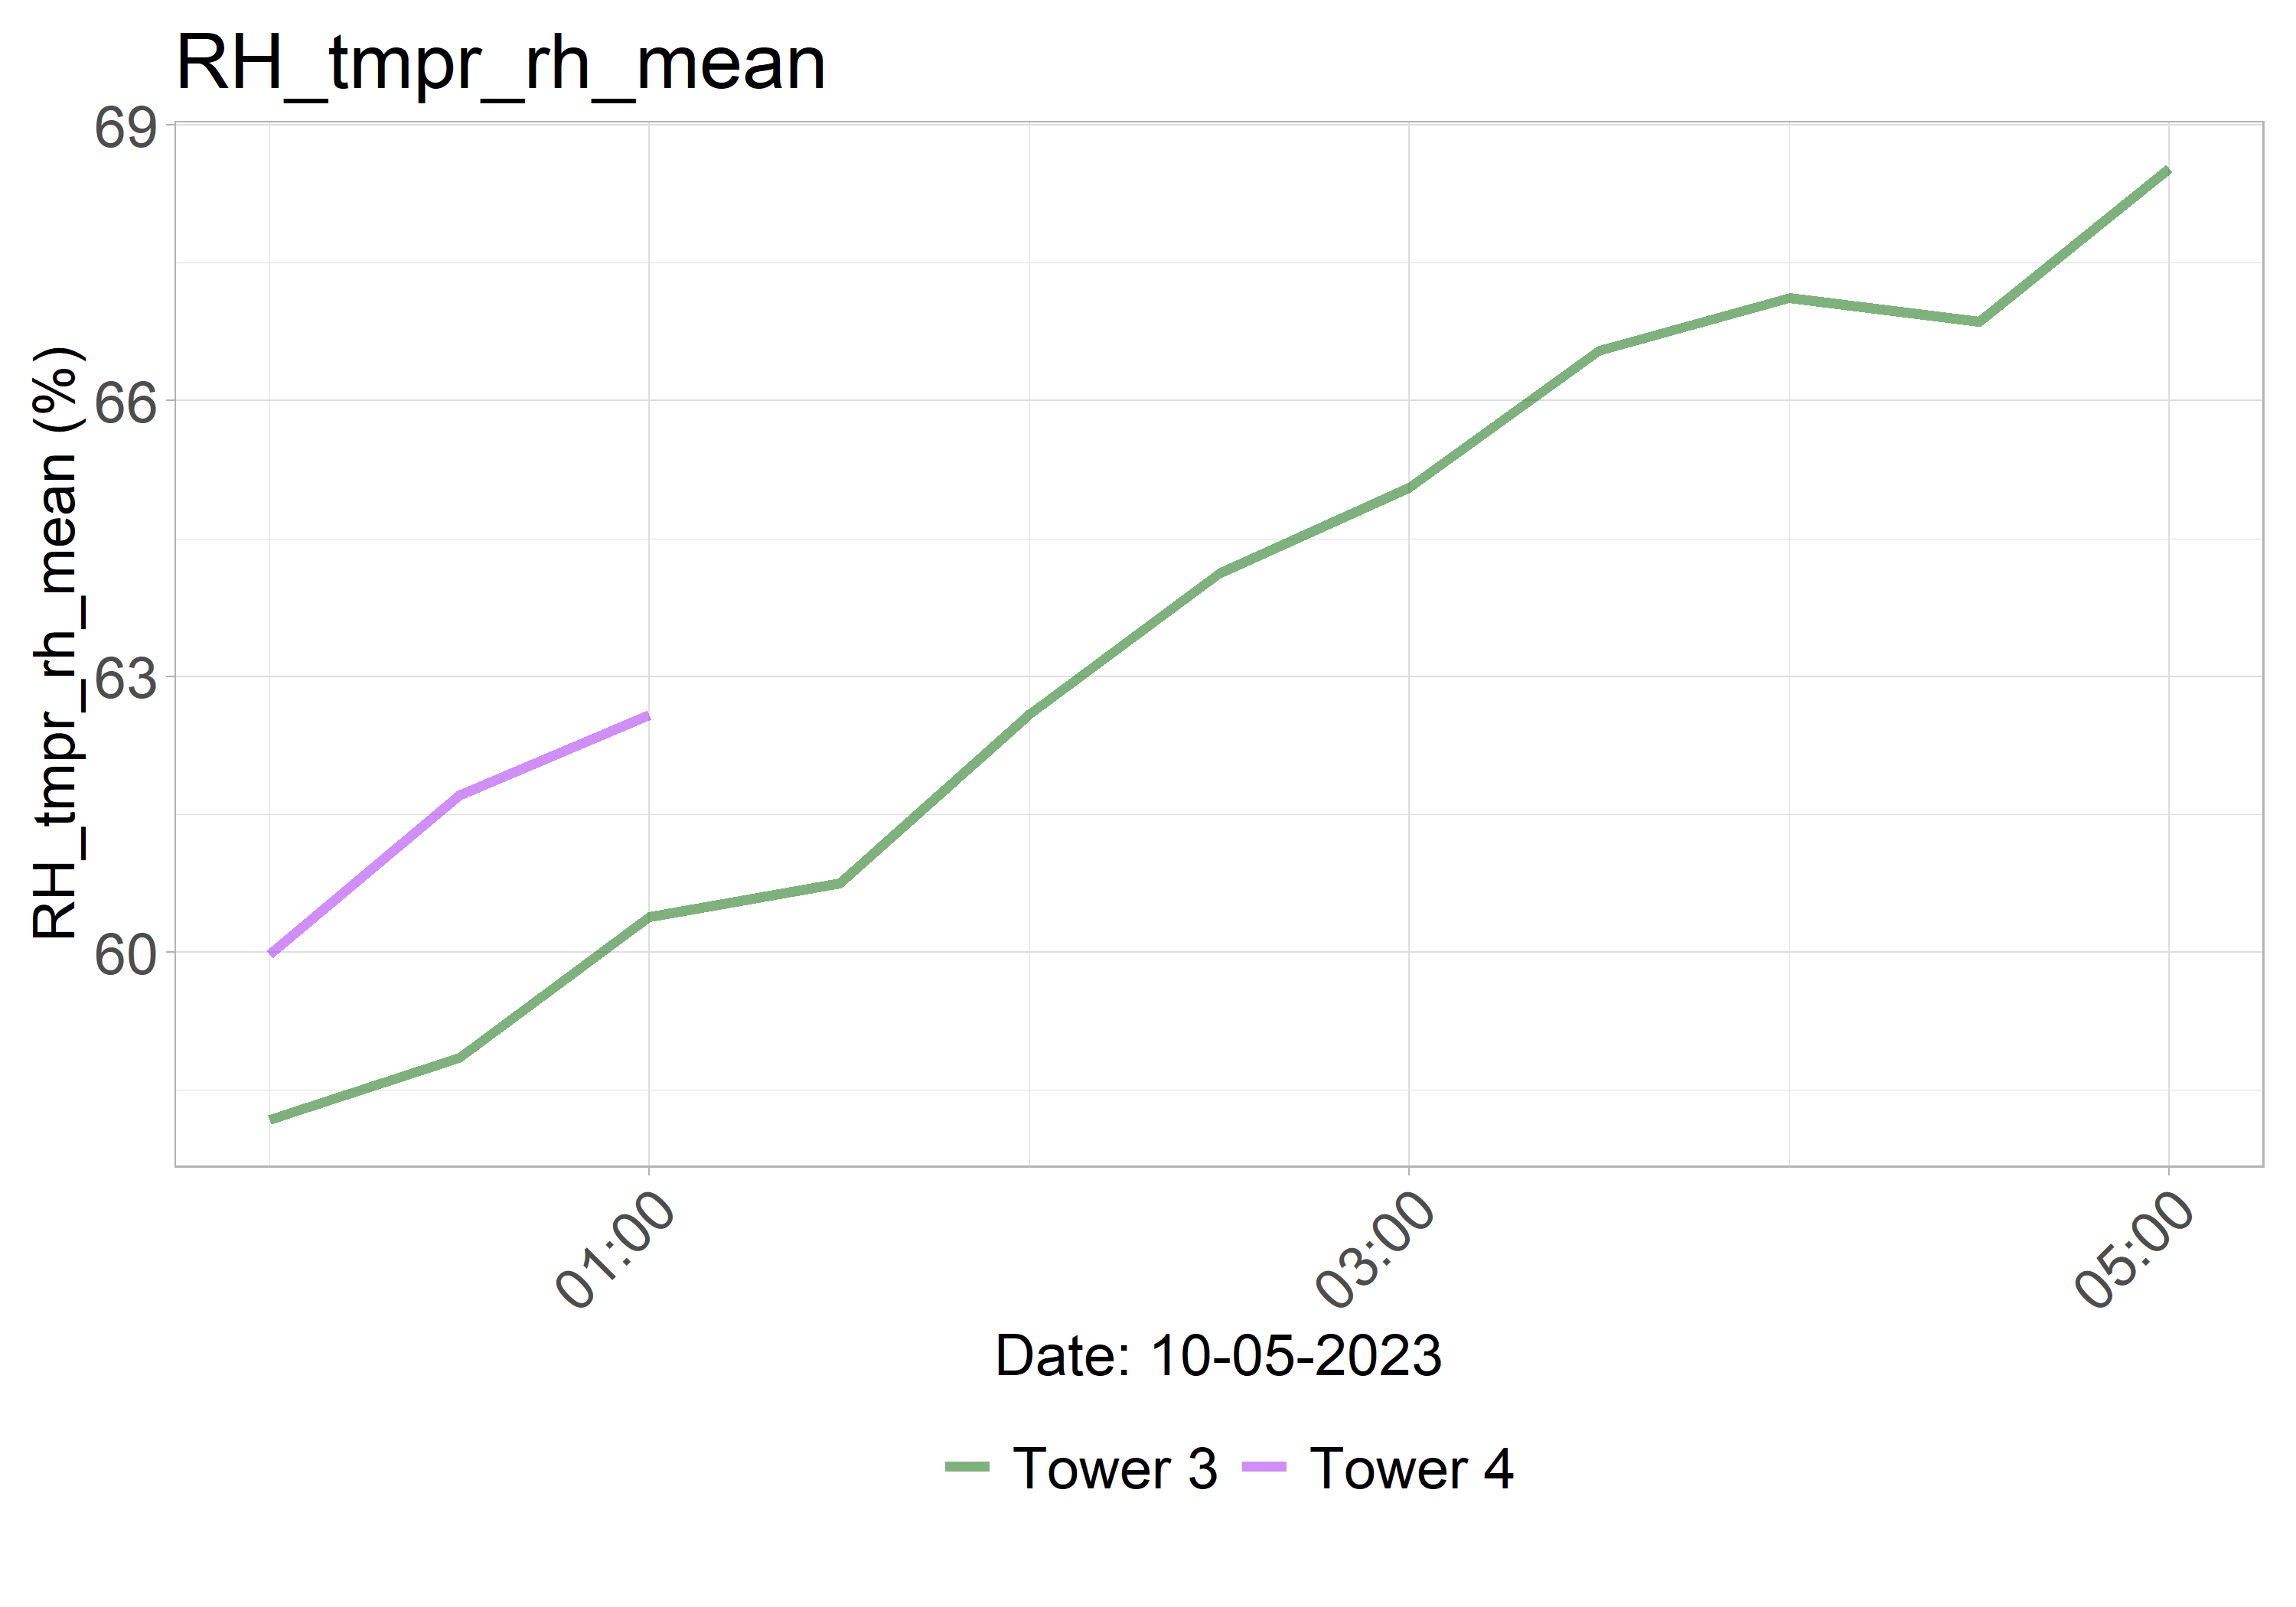 RH_tmpr_rh_mean
RH_tmpr_rh_mean (%)
69
66
63
60
01:00
03:00
05:00
Date: 10-05-2023
Tower 3
Tower 4